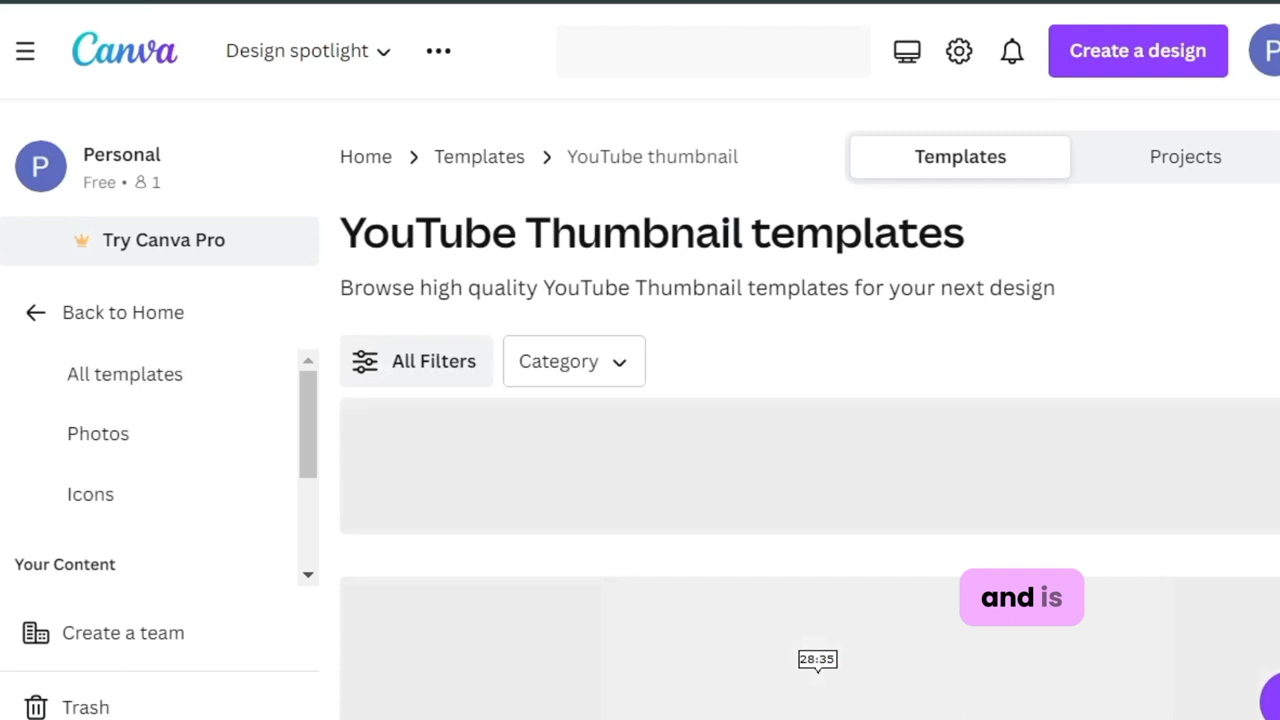 Canva
Design spotlight
Create a design
P
P
Personal
Free • 1
Try Canva Pro
Back to Home
All templates
Photos
Icons
Your Content
Create a team
Trash
Home > Templates > YouTube thumbnail
Templates
Projects
YouTube Thumbnail templates
Browse high quality YouTube Thumbnail templates for your next design
All Filters
Category
and is
28:35